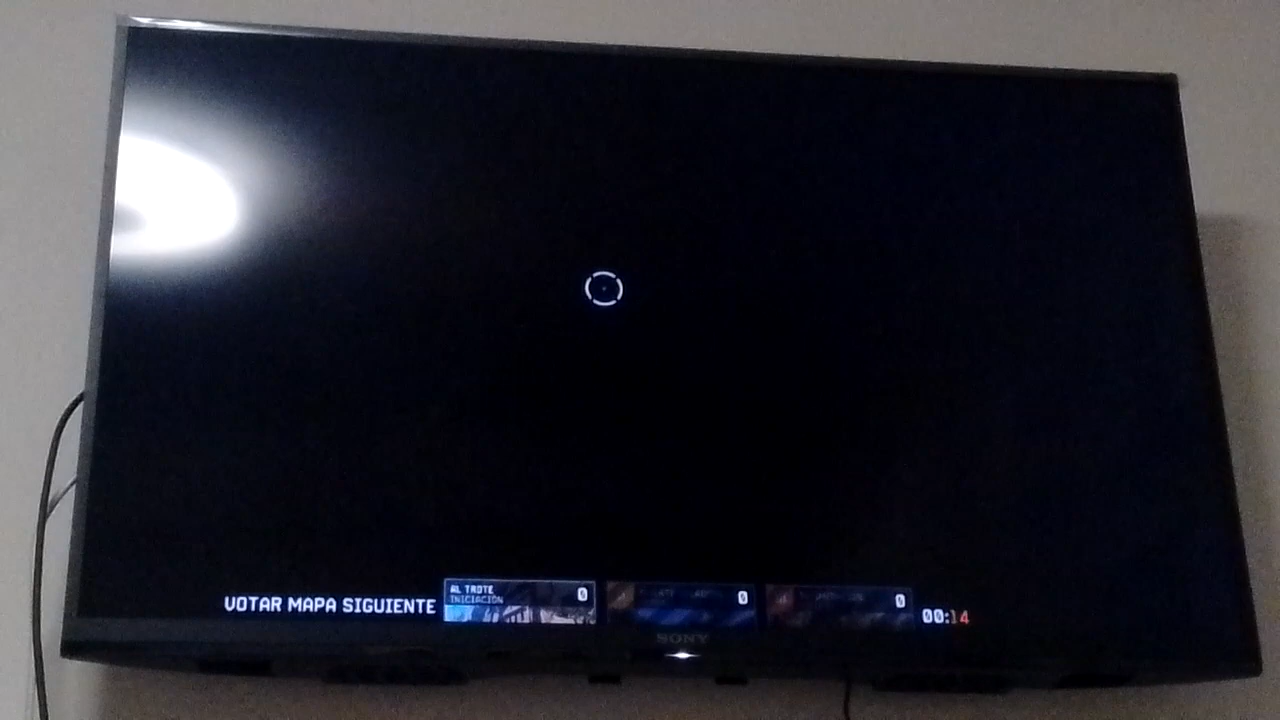 VOTAR MAPA SIGUIENTE
AL TROTE
0
INICIACIÓN
0
0
00:14
SONY